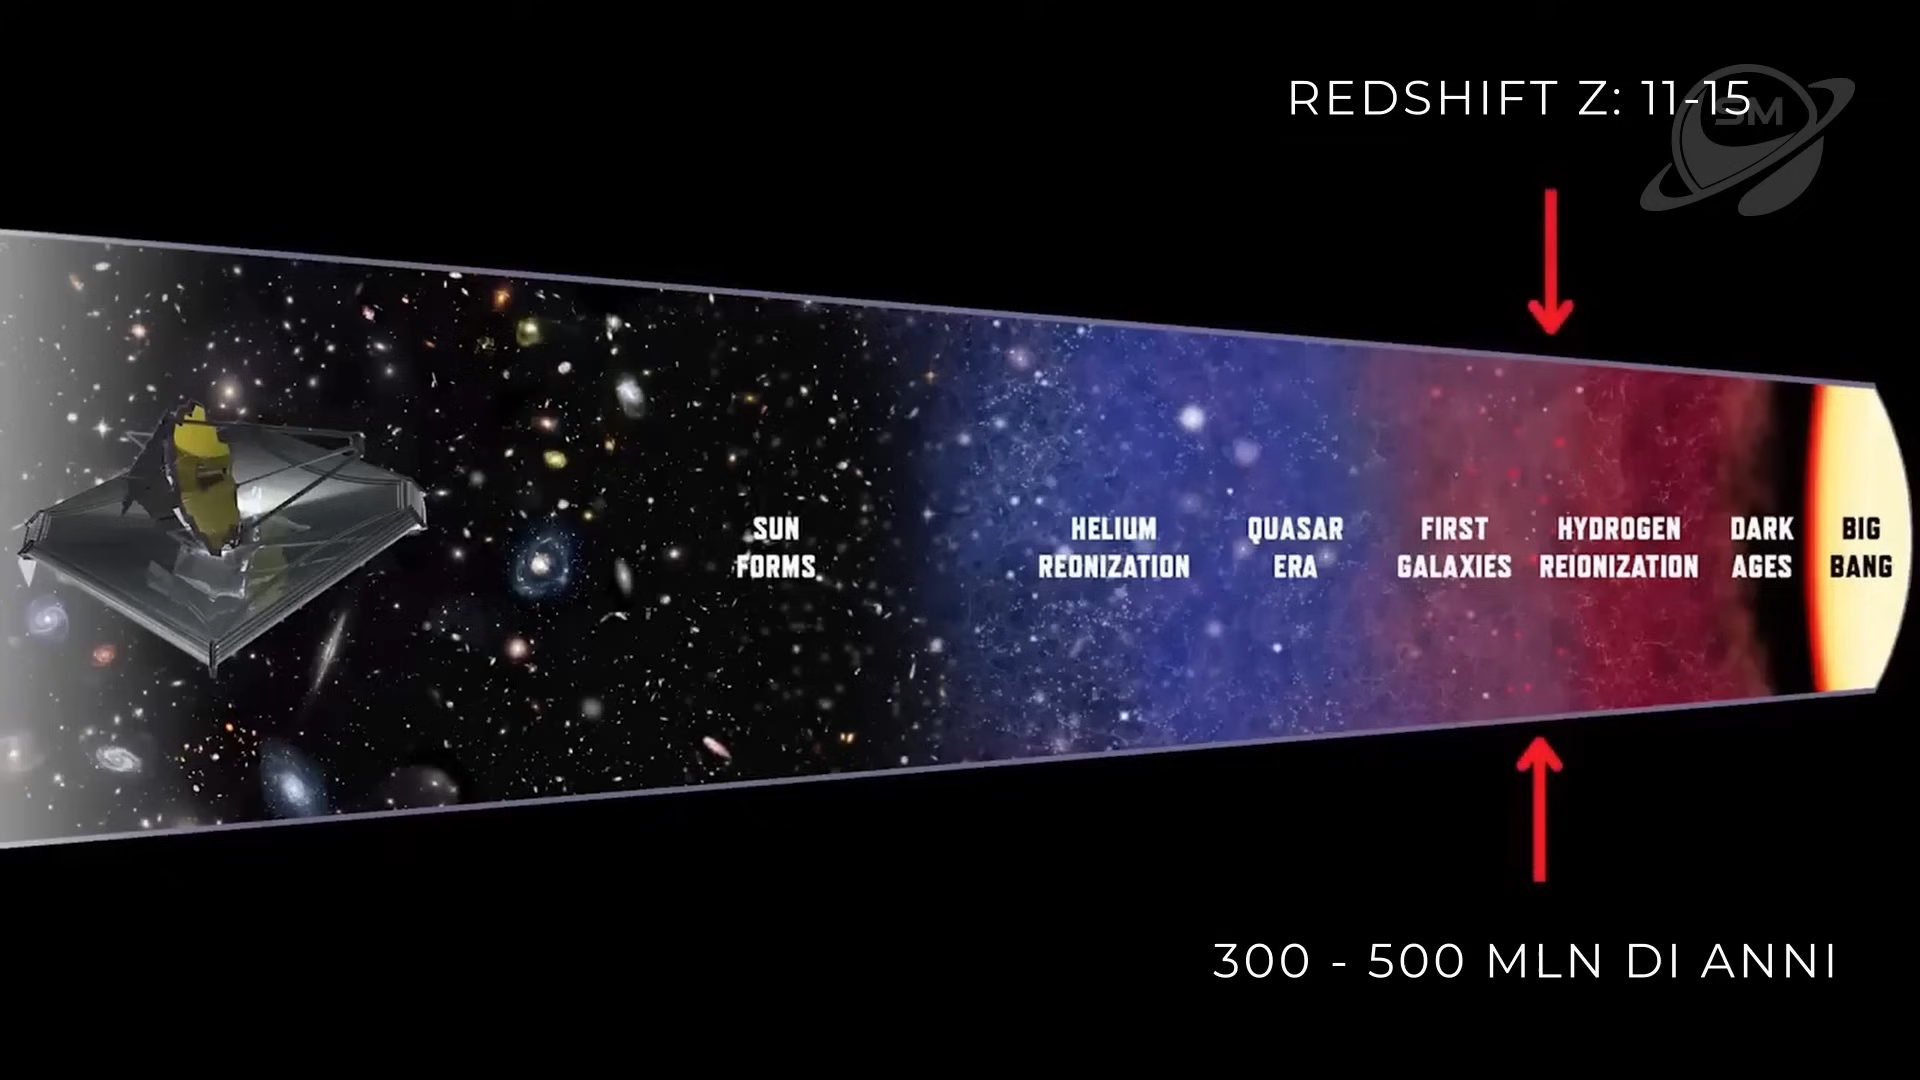 REDSHIFT Z: 11-15
SM
SUN
FORMS
HELIUM
REONIZATION
QUASAR
ERA
FIRST
GALAXIES
HYDROGEN
REIONIZATION
DARK
AGES
BIG
BANG
300 - 500 MLN DI ANNI